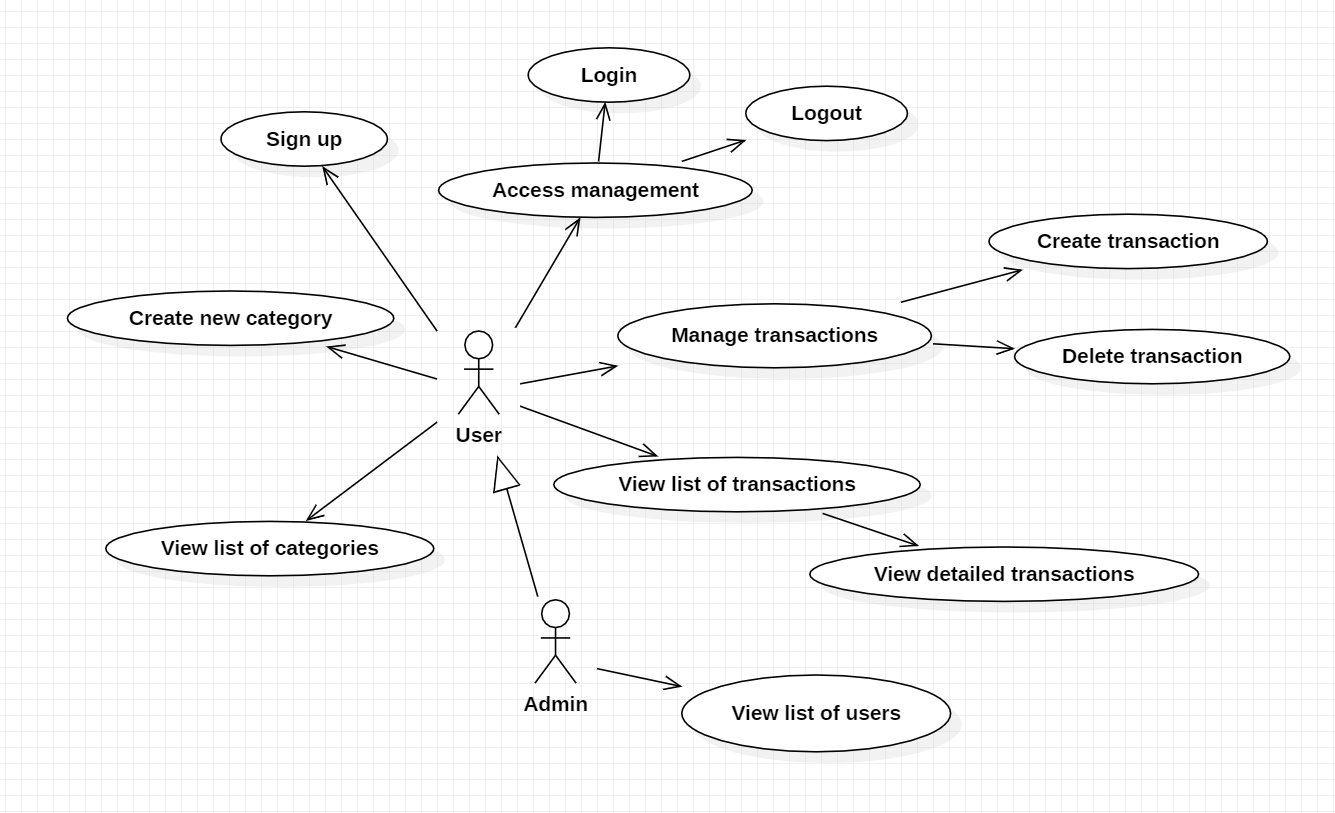 Login
Logout
Sign up
Access management
Create transaction
Create new category
Manage transactions
Delete transaction
User
View list of transactions
View list of categories
View detailed transactions
Admin
View list of users